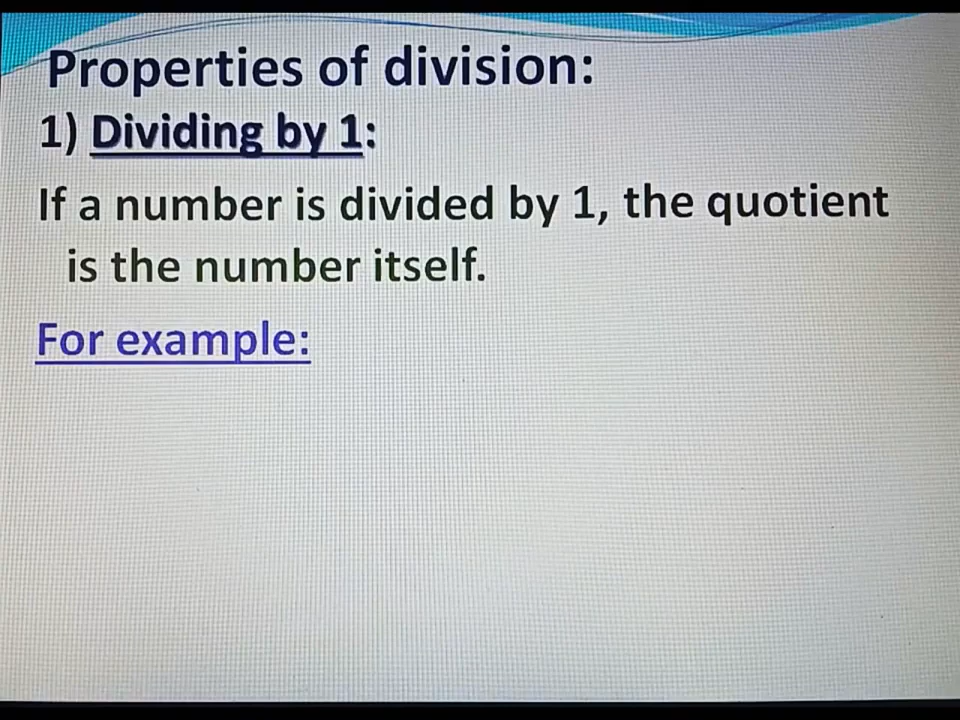 Properties of division:
1) Dividing by 1:
If a number is divided by 1, the quotient
is the number itself.
For example: